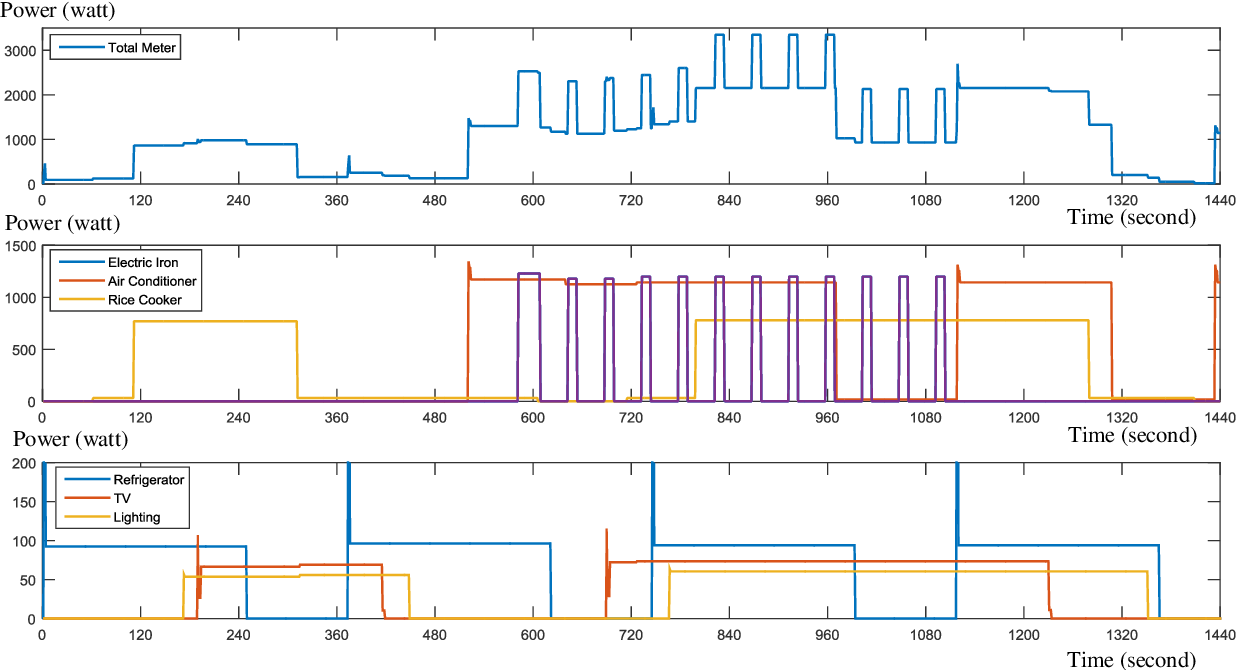 Power (watt)
Total Meter
3000
2000
1000
0
0 120 240 360 480 600 720 840 960 1080 1200 1320 1440
Time (second)
Power (watt)
1500
Electric Iron
Air Conditioner
Rice Cooker
1000
500
0
0 120 240 360 480 600 720 840 960 1080 1200 1320 1440
Time (second)
Power (watt)
200
Refrigerator
TV
Lighting
150
100
50
0
0 120 240 360 480 600 720 840 960 1080 1200 1320 1440
Time (second)